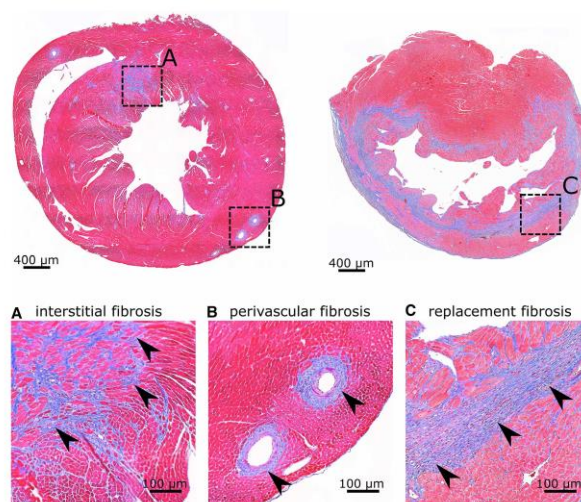 A
B
C
400 μm
400 μm
A interstitial fibrosis
B perivascular fibrosis
C replacement fibrosis
100 μm
100 μm
100 μm